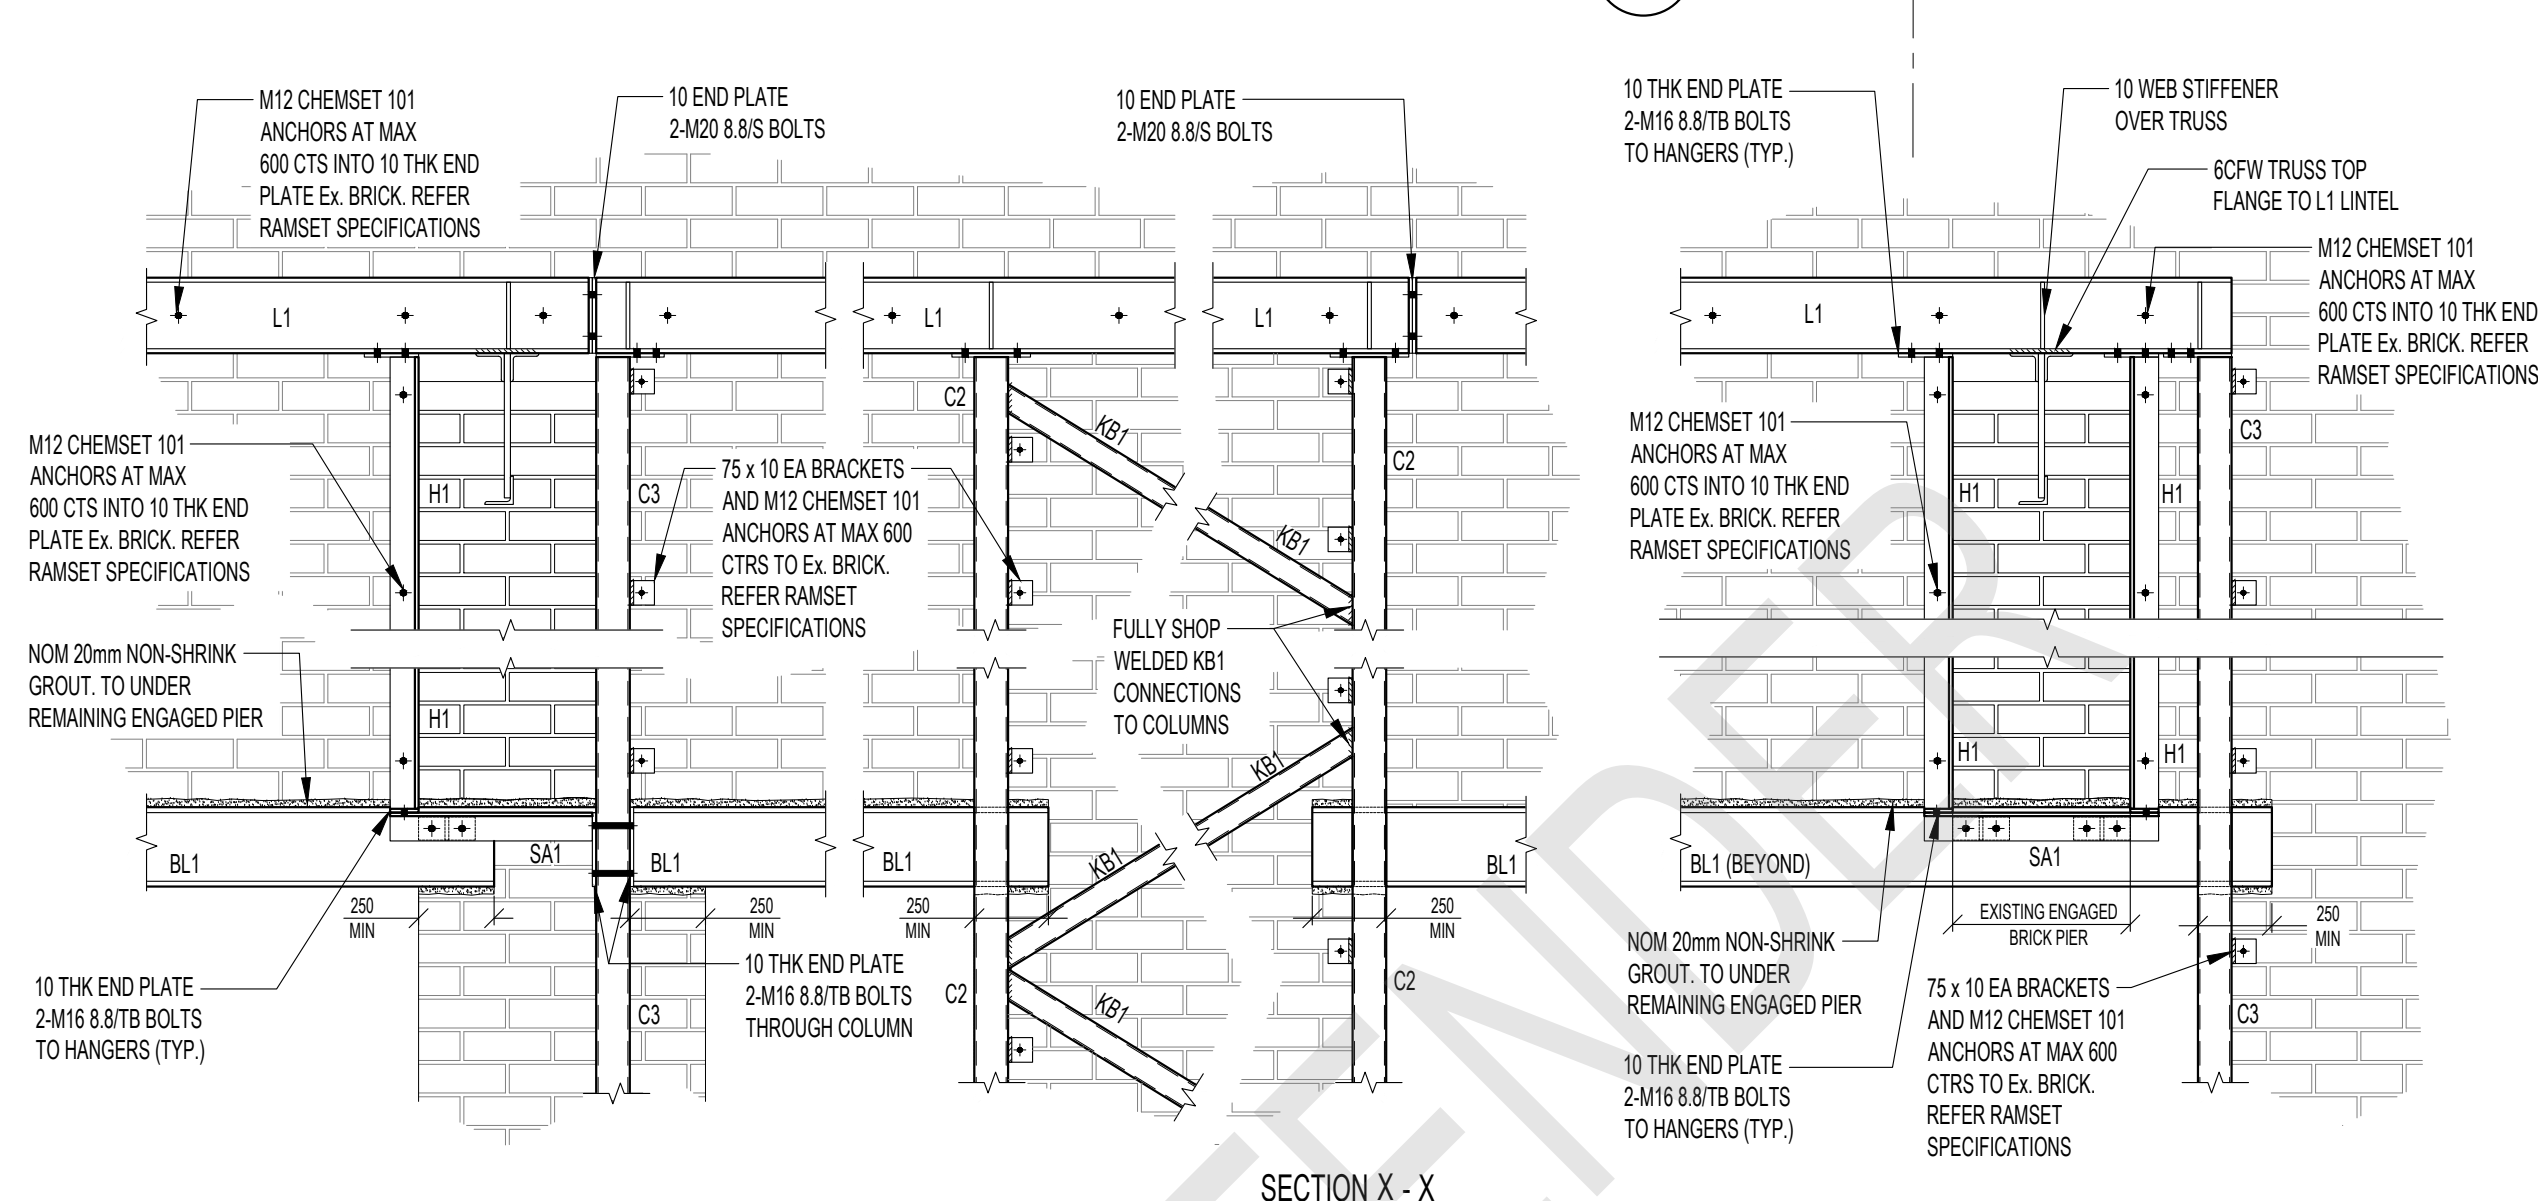 M12 CHEMSET 101
ANCHORS AT MAX
600 CTS INTO 10 THK END
PLATE Ex. BRICK. REFER
RAMSET SPECIFICATIONS
10 END PLATE
2-M20 8.8/S BOLTS
10 END PLATE
2-M20 8.8/S BOLTS
10 THK END PLATE
2-M16 8.8/TB BOLTS
TO HANGERS (TYP.)
10 WEB STIFFENER
OVER TRUSS
6CFW TRUSS TOP
FLANGE TO L1 LINTEL
M12 CHEMSET 101
ANCHORS AT MAX
600 CTS INTO 10 THK END
PLATE Ex. BRICK. REFER
RAMSET SPECIFICATIONS
L1
L1
L1
L1
C2
KB1
KB1
C2
C3
M12 CHEMSET 101
ANCHORS AT MAX
600 CTS INTO 10 THK END
PLATE Ex. BRICK. REFER
RAMSET SPECIFICATIONS
H1
C3
75 x 10 EA BRACKETS
AND M12 CHEMSET 101
ANCHORS AT MAX 600
CTRS TO Ex. BRICK.
REFER RAMSET
SPECIFICATIONS
M12 CHEMSET 101
ANCHORS AT MAX
600 CTS INTO 10 THK END
PLATE Ex. BRICK. REFER
RAMSET SPECIFICATIONS
H1
H1
NOM 20mm NON-SHRINK
GROUT. TO UNDER
REMAINING ENGAGED PIER
H1
FULLY SHOP
WELDED KB1
CONNECTIONS
TO COLUMNS
KB1
KB1
H1
H1
BL1
SA1
BL1
BL1
BL1
BL1 (BEYOND)
SA1
250
MIN
250
MIN
250
MIN
250
MIN
EXISTING ENGAGED
BRICK PIER
250
MIN
10 THK END PLATE
2-M16 8.8/TB BOLTS
TO HANGERS (TYP.)
C3
10 THK END PLATE
2-M16 8.8/TB BOLTS
THROUGH COLUMN
C2
KB1
C2
NOM 20mm NON-SHRINK
GROUT. TO UNDER
REMAINING ENGAGED PIER
10 THK END PLATE
2-M16 8.8/TB BOLTS
TO HANGERS (TYP.)
75 x 10 EA BRACKETS
AND M12 CHEMSET 101
ANCHORS AT MAX 600
CTRS TO Ex. BRICK.
REFER RAMSET
SPECIFICATIONS
C3
SECTION X - X
TENDER